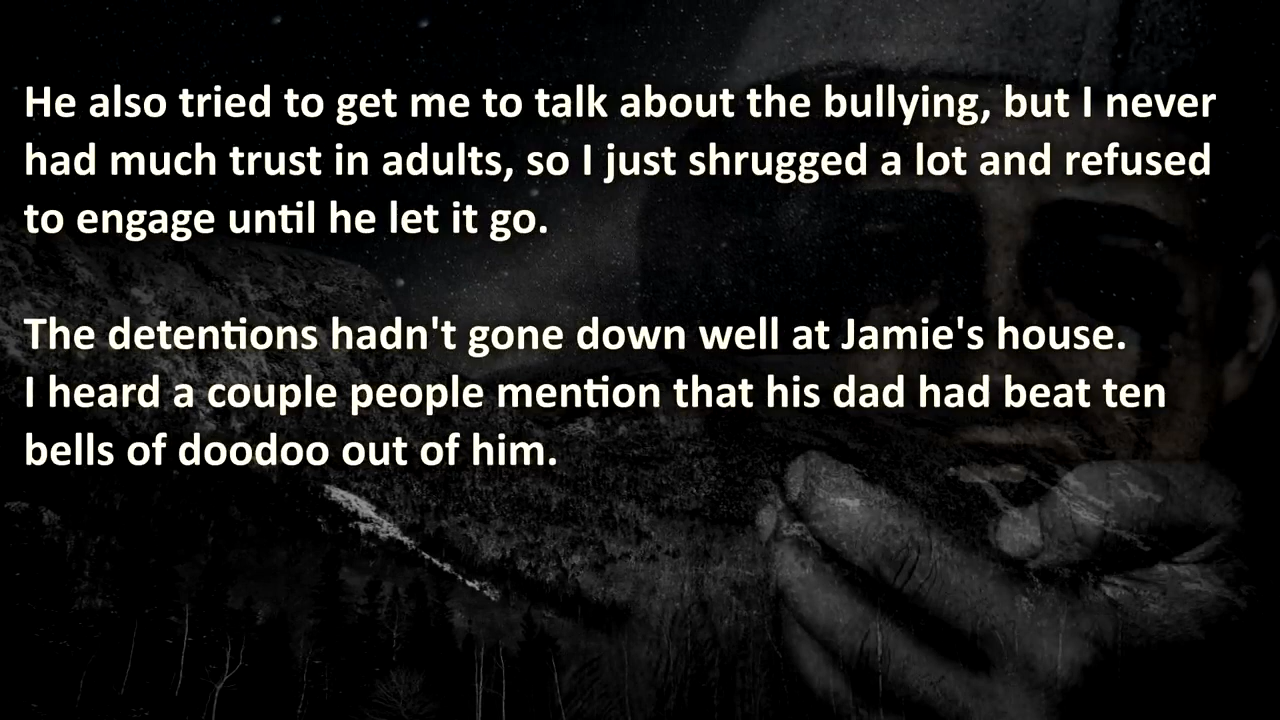 He also tried to get me to talk about the bullying, but I never
had much trust in adults, so I just shrugged a lot and refused
to engage until he let it go.
The detentions hadn't gone down well at Jamie's house.
I heard a couple people mention that his dad had beat ten
bells of doodoo out of him.